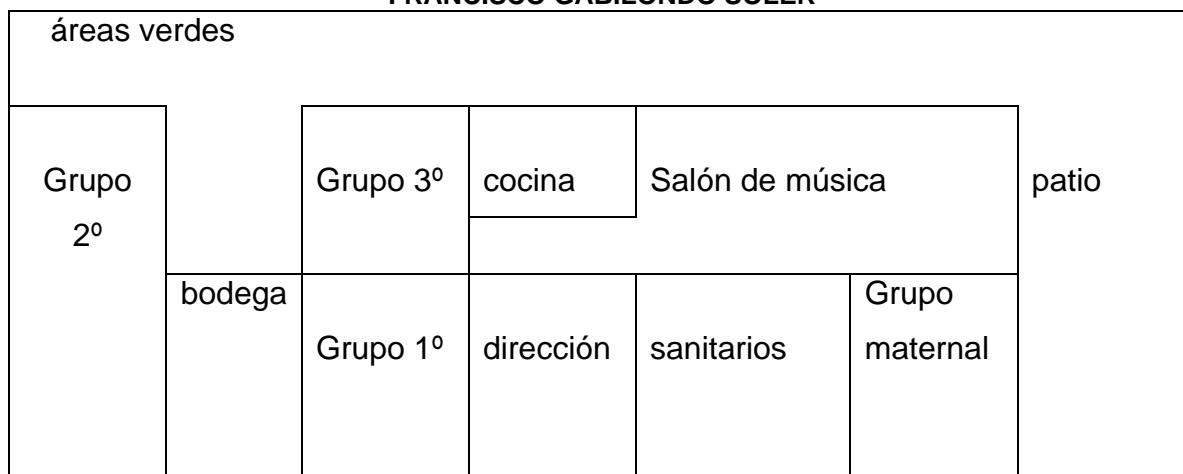 áreas verdes
Grupo 2º
Grupo 3º
cocina
Salón de música
patio
bodega
Grupo 1º
dirección
sanitarios
Grupo
maternal